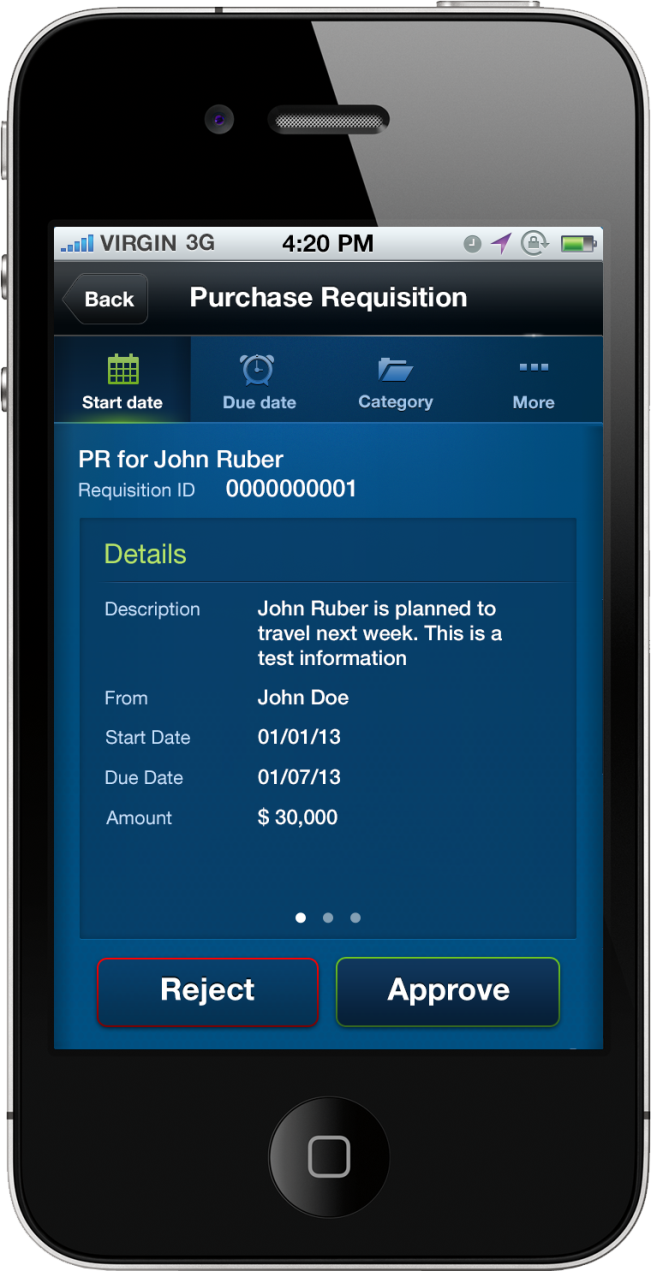 VIRGIN 3G 4:20 PM
Back Purchase Requisition
Start date Due date Category More
PR for John Ruber
Requisition ID 0000000001
Details
Description John Ruber is planned to
travel next week. This is a
test information
From John Doe
Start Date 01/01/13
Due Date 01/07/13
Amount $ 30,000
Reject Approve